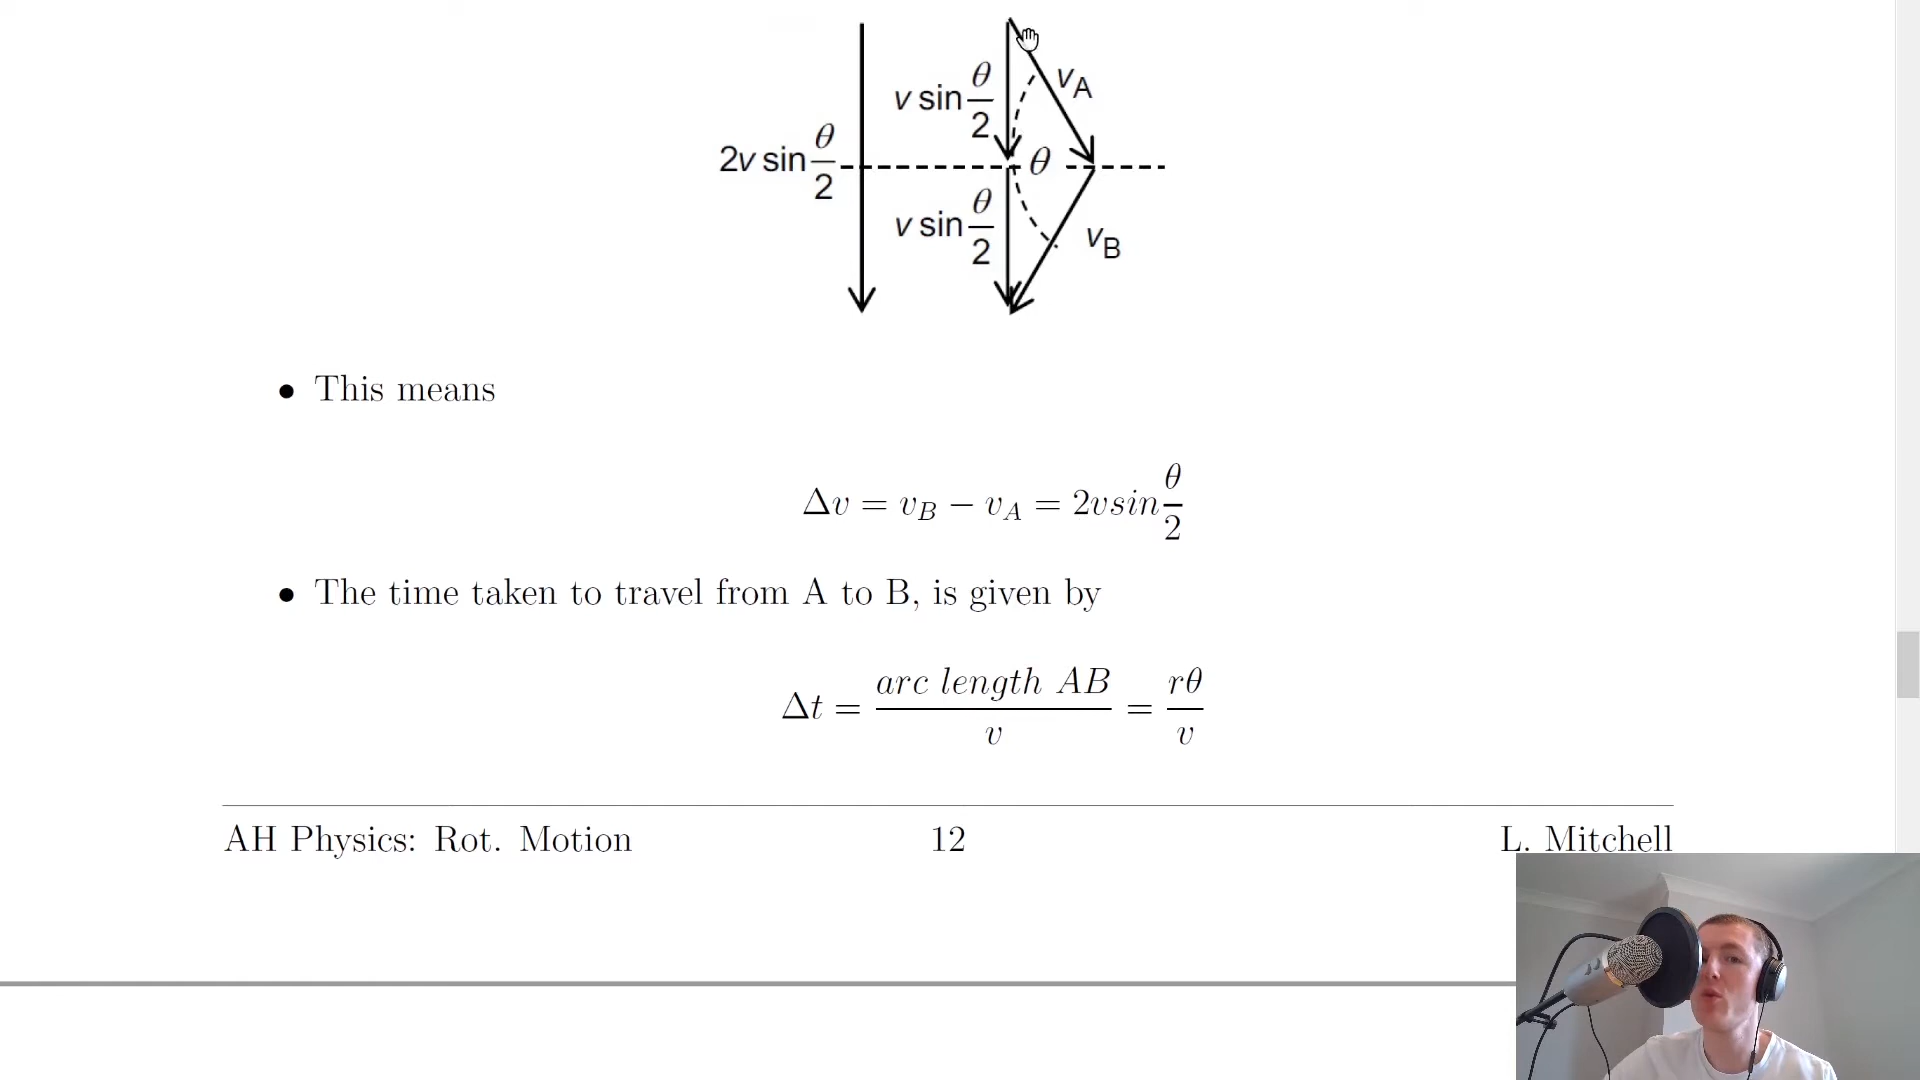 v sin θ/2
v_A
2v sin θ/2
θ
v sin θ/2
v_B
• This means
Δv = v_B − v_A = 2vsin θ/2
• The time taken to travel from A to B, is given by
Δt = arc length AB / v = rθ / v
AH Physics: Rot. Motion 12 L. Mitchell